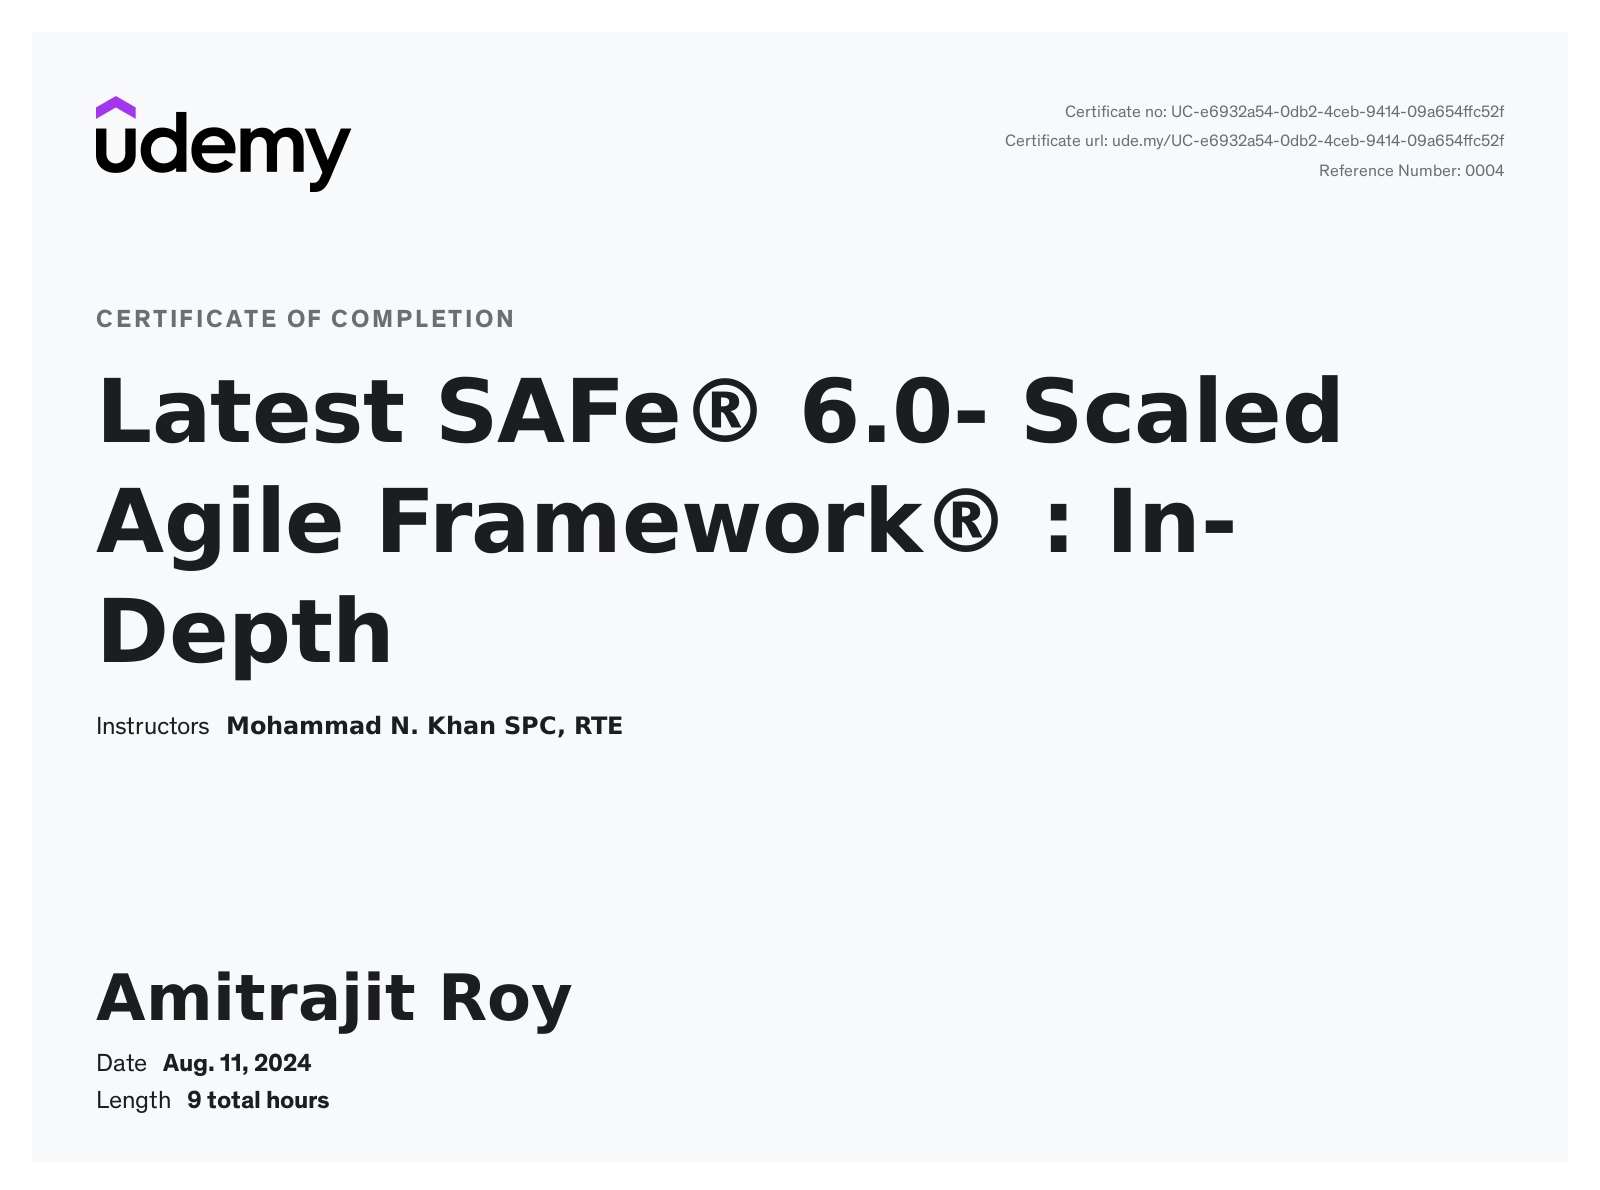 udemy
Certificate no: UC-e6932a54-0db2-4ceb-9414-09a654ffc52f
Certificate url: ude.my/UC-e6932a54-0db2-4ceb-9414-09a654ffc52f
Reference Number: 0004
CERTIFICATE OF COMPLETION
Latest SAFe® 6.0- Scaled
Agile Framework® : In-
Depth
Instructors Mohammad N. Khan SPC, RTE
Amitrajit Roy
Date Aug. 11, 2024
Length 9 total hours